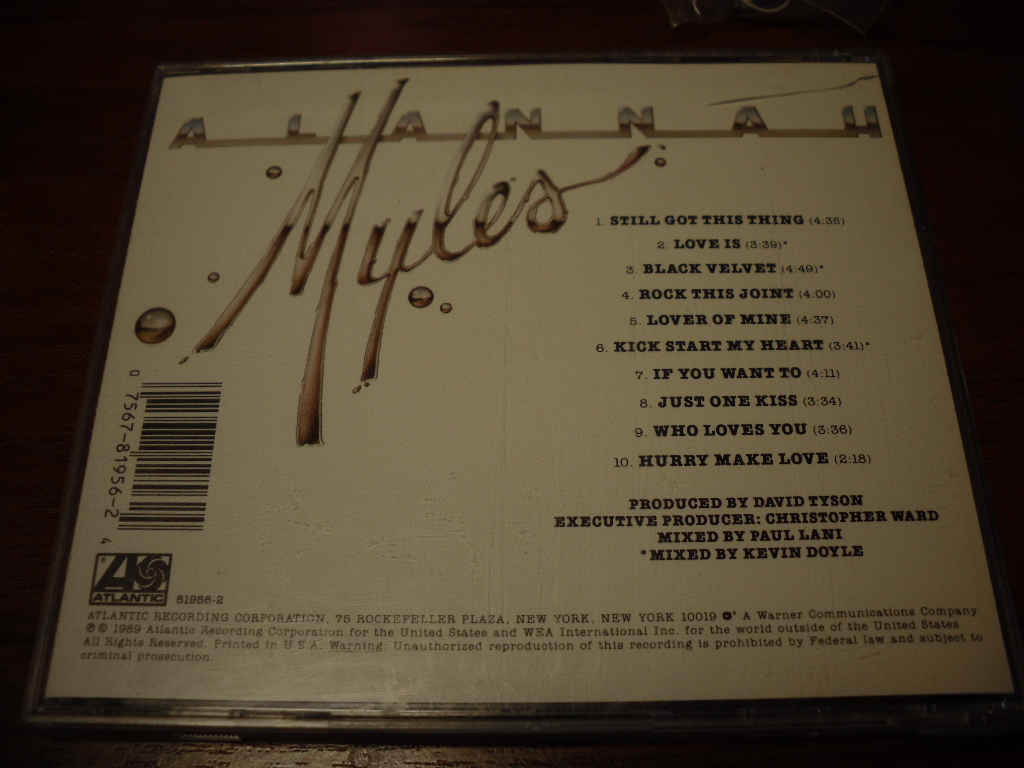 ALANNAH
Myles
1. STILL GOT THIS THING (4:38)
2. LOVE IS (3:39)*
3. BLACK VELVET (4:49)*
4. ROCK THIS JOINT (4:00)
5. LOVER OF MINE (4:37)
6. KICK START MY HEART (3:41)*
7. IF YOU WANT TO (4:11)
8. JUST ONE KISS (3:34)
9. WHO LOVES YOU (3:36)
10. HURRY MAKE LOVE (2:18)
PRODUCED BY DAVID TYSON
EXECUTIVE PRODUCER: CHRISTOPHER WARD
MIXED BY PAUL LANI
*MIXED BY KEVIN DOYLE
0 7567-81956-2 4
ATLANTIC
81956-2
ATLANTIC RECORDING CORPORATION, 75 ROCKEFELLER PLAZA, NEW YORK, NEW YORK 10019 A Warner Communications Company
℗ © 1989 Atlantic Recording Corporation for the United States and WEA International Inc. for the world outside of the United States.
All Rights Reserved. Printed in U.S.A. Warning: Unauthorized reproduction of this recording is prohibited by Federal law and subject to
criminal prosecution.